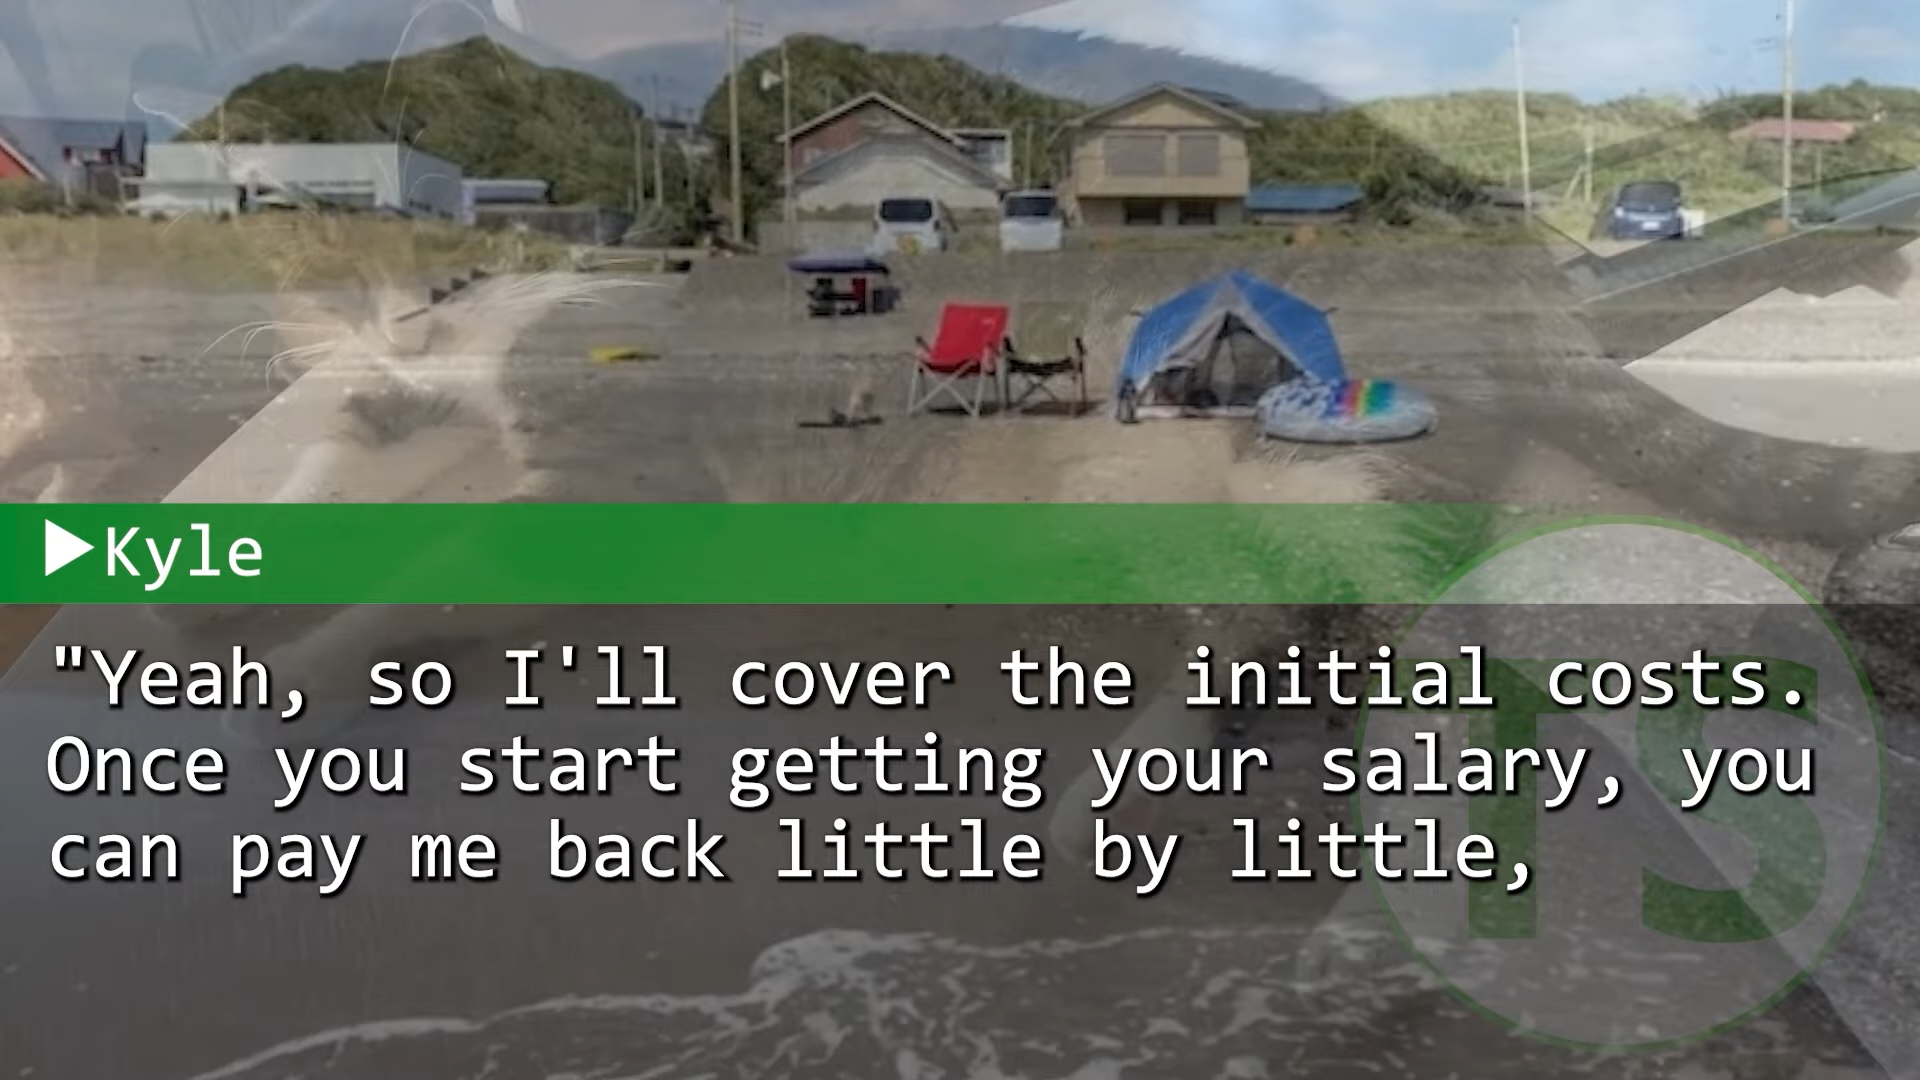 ▶Kyle
"Yeah, so I'll cover the initial costs.
Once you start getting your salary, you
can pay me back little by little,
TS